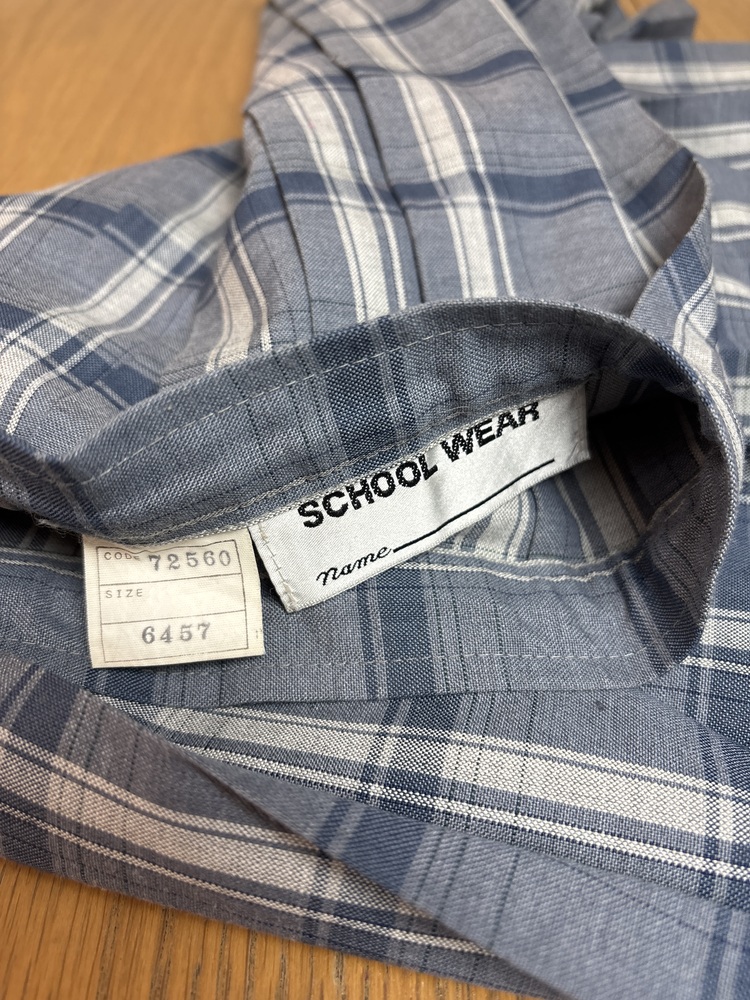 SCHOOL WEAR
name
CODE 72560
SIZE
6457